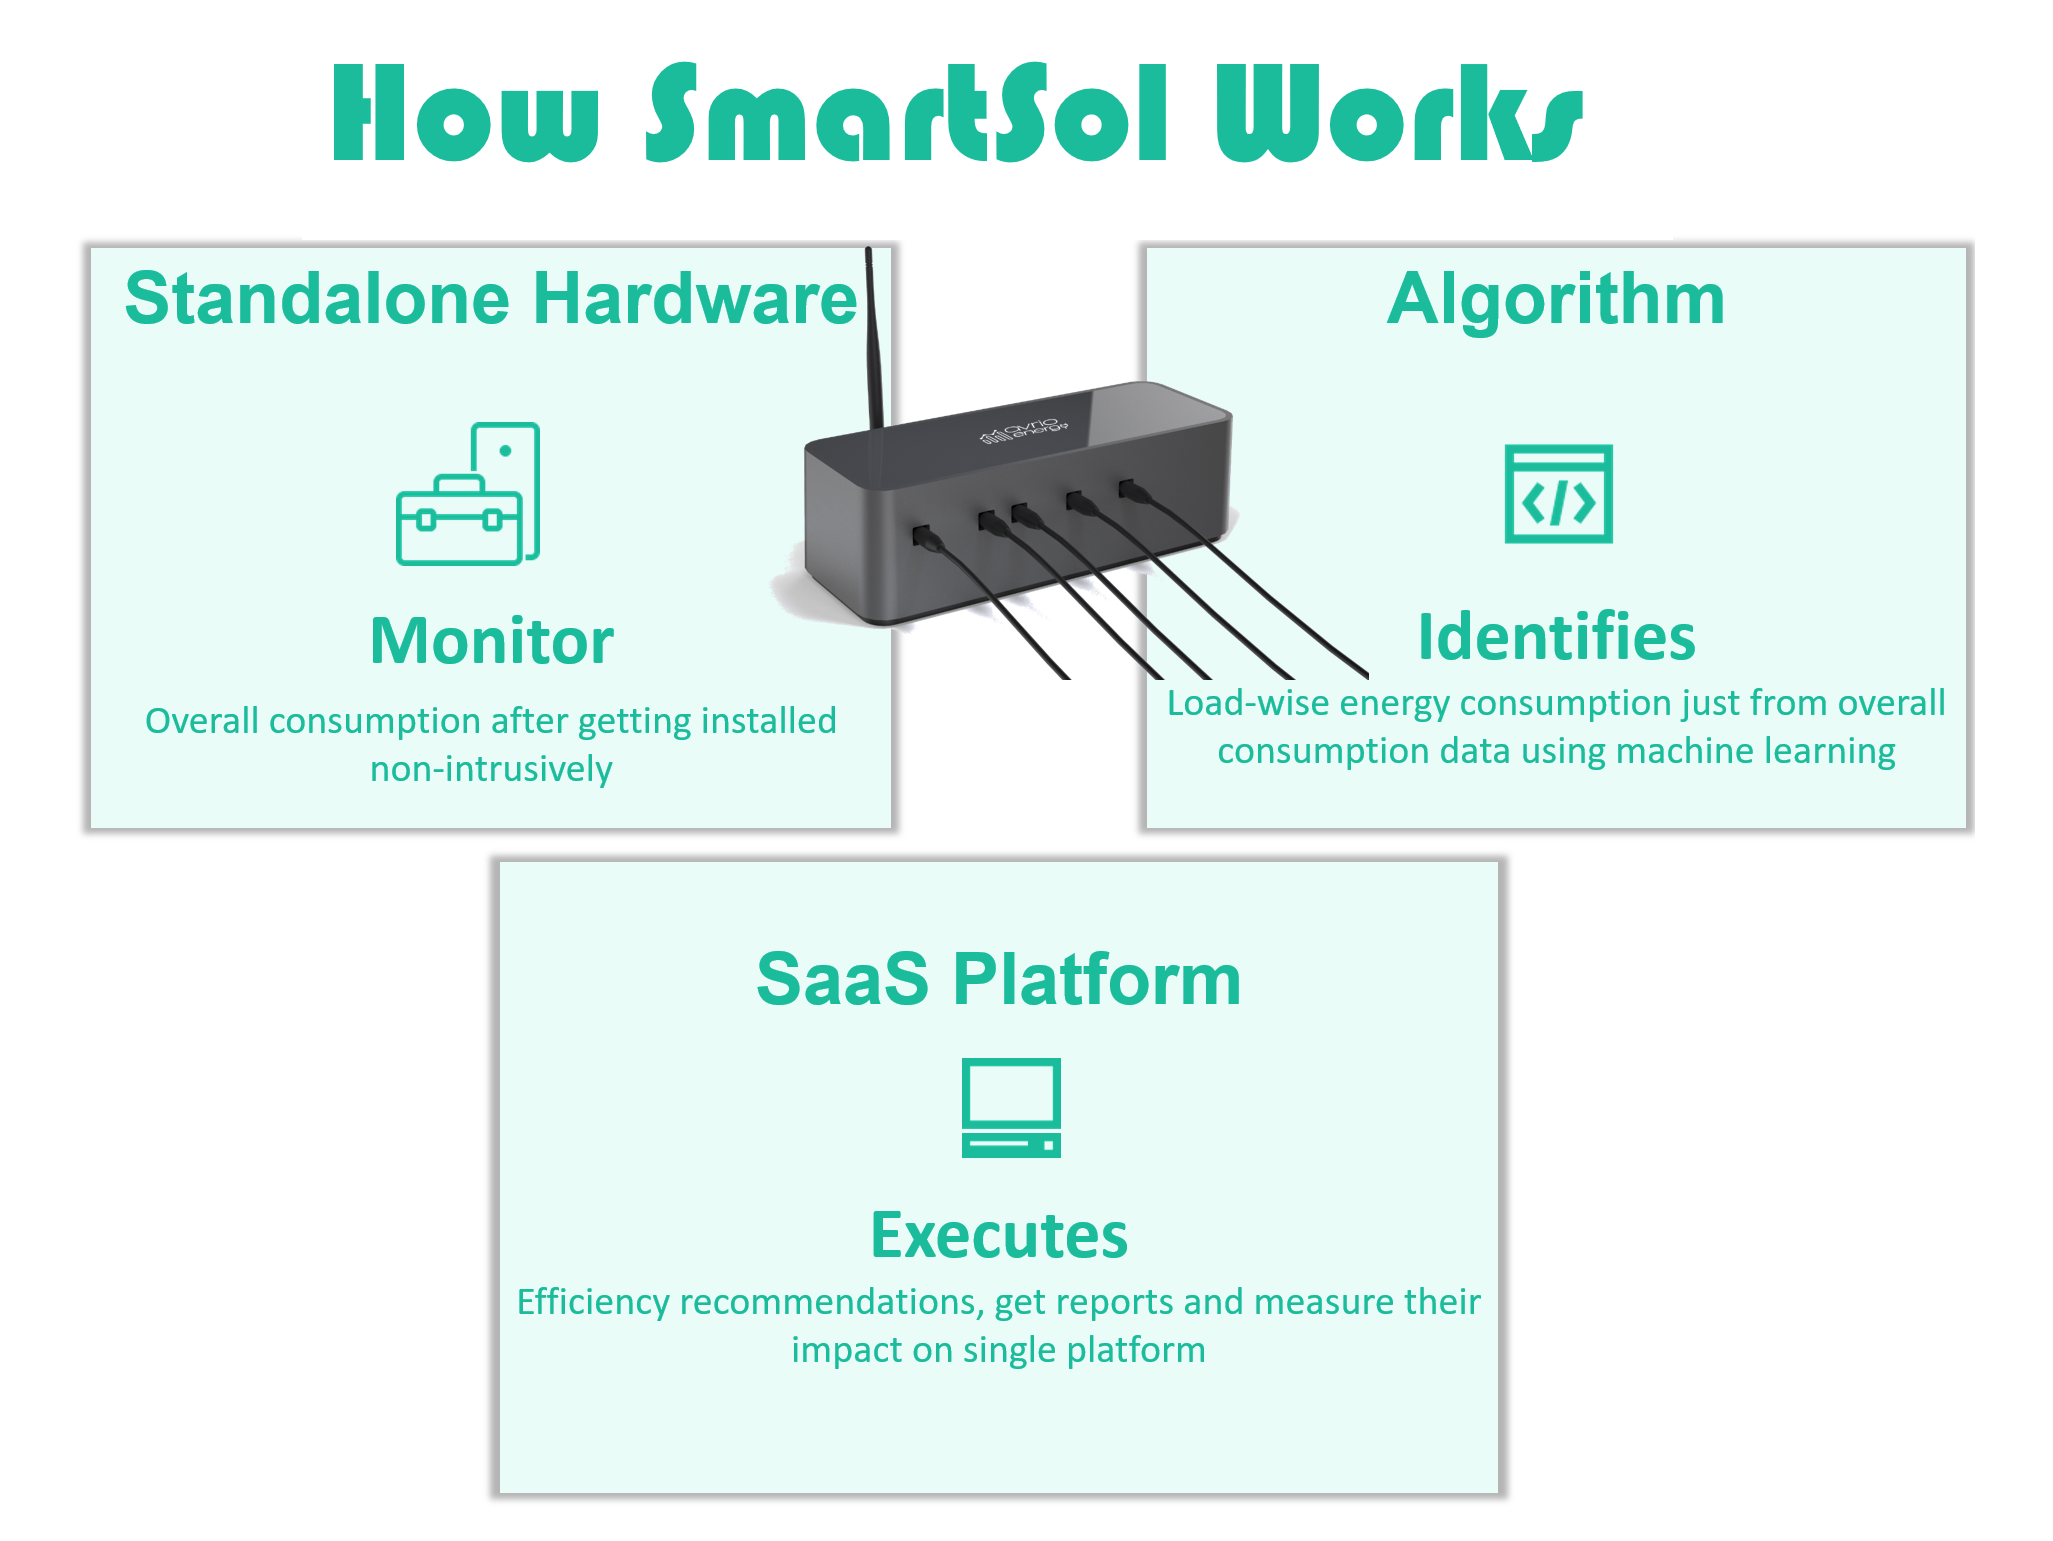 How SmartSol Works
Standalone Hardware
Monitor
Overall consumption after getting installed
non-intrusively
avrio
energy
Algorithm
</>
Identifies
Load-wise energy consumption just from overall
consumption data using machine learning
SaaS Platform
Executes
Efficiency recommendations, get reports and measure their
impact on single platform